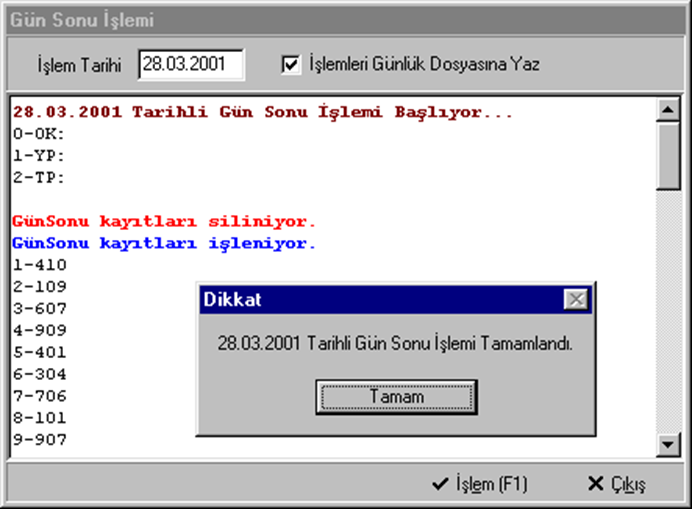 Gün Sonu İşlemi
İşlem Tarihi 28.03.2001 İşlemleri Günlük Dosyasına Yaz
28.03.2001 Tarihli Gün Sonu İşlemi Başlıyor...
0-OK:
1-YP:
2-TP:
GünSonu kayıtları siliniyor.
GünSonu kayıtları işleniyor.
1-410
2-109
3-607
4-909
5-401
6-304
7-706
8-101
9-907
Dikkat
28.03.2001 Tarihli Gün Sonu İşlemi Tamamlandı.
Tamam
İşlem (F1) Çıkış